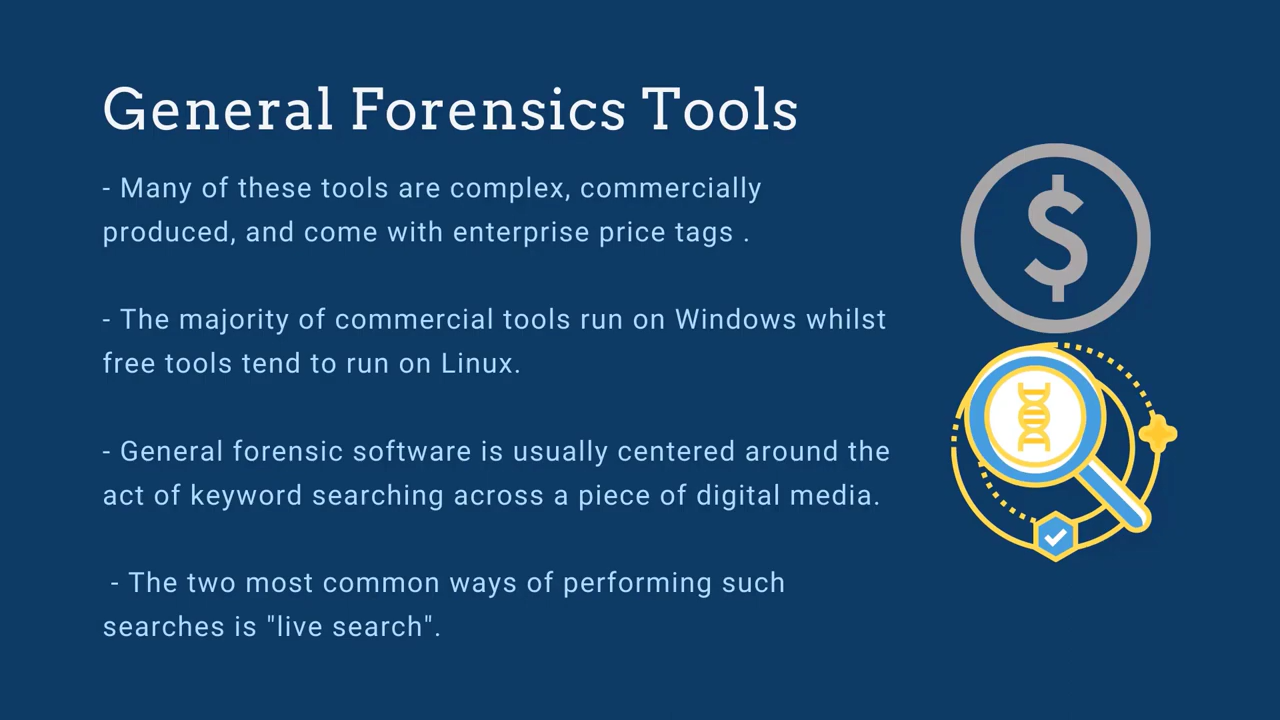 General Forensics Tools
- Many of these tools are complex, commercially
produced, and come with enterprise price tags .
- The majority of commercial tools run on Windows whilst
free tools tend to run on Linux.
- General forensic software is usually centered around the
act of keyword searching across a piece of digital media.
- The two most common ways of performing such
searches is "live search".
$